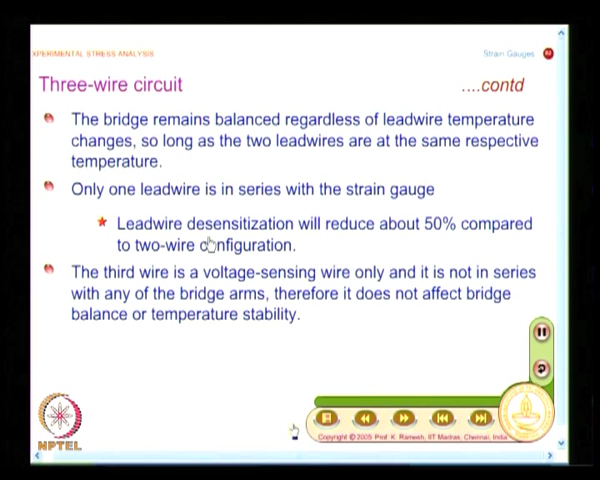 XPERIMENTAL STRESS ANALYSIS
Strain Gauges
Three-wire circuit
....contd
The bridge remains balanced regardless of leadwire temperature
changes, so long as the two leadwires are at the same respective
temperature.
Only one leadwire is in series with the strain gauge
Leadwire desensitization will reduce about 50% compared
to two-wire configuration.
The third wire is a voltage-sensing wire only and it is not in series
with any of the bridge arms, therefore it does not affect bridge
balance or temperature stability.
NPTEL
Copyright © 2005 Prof. K. Ramesh, IIT Madras, Chennai, India